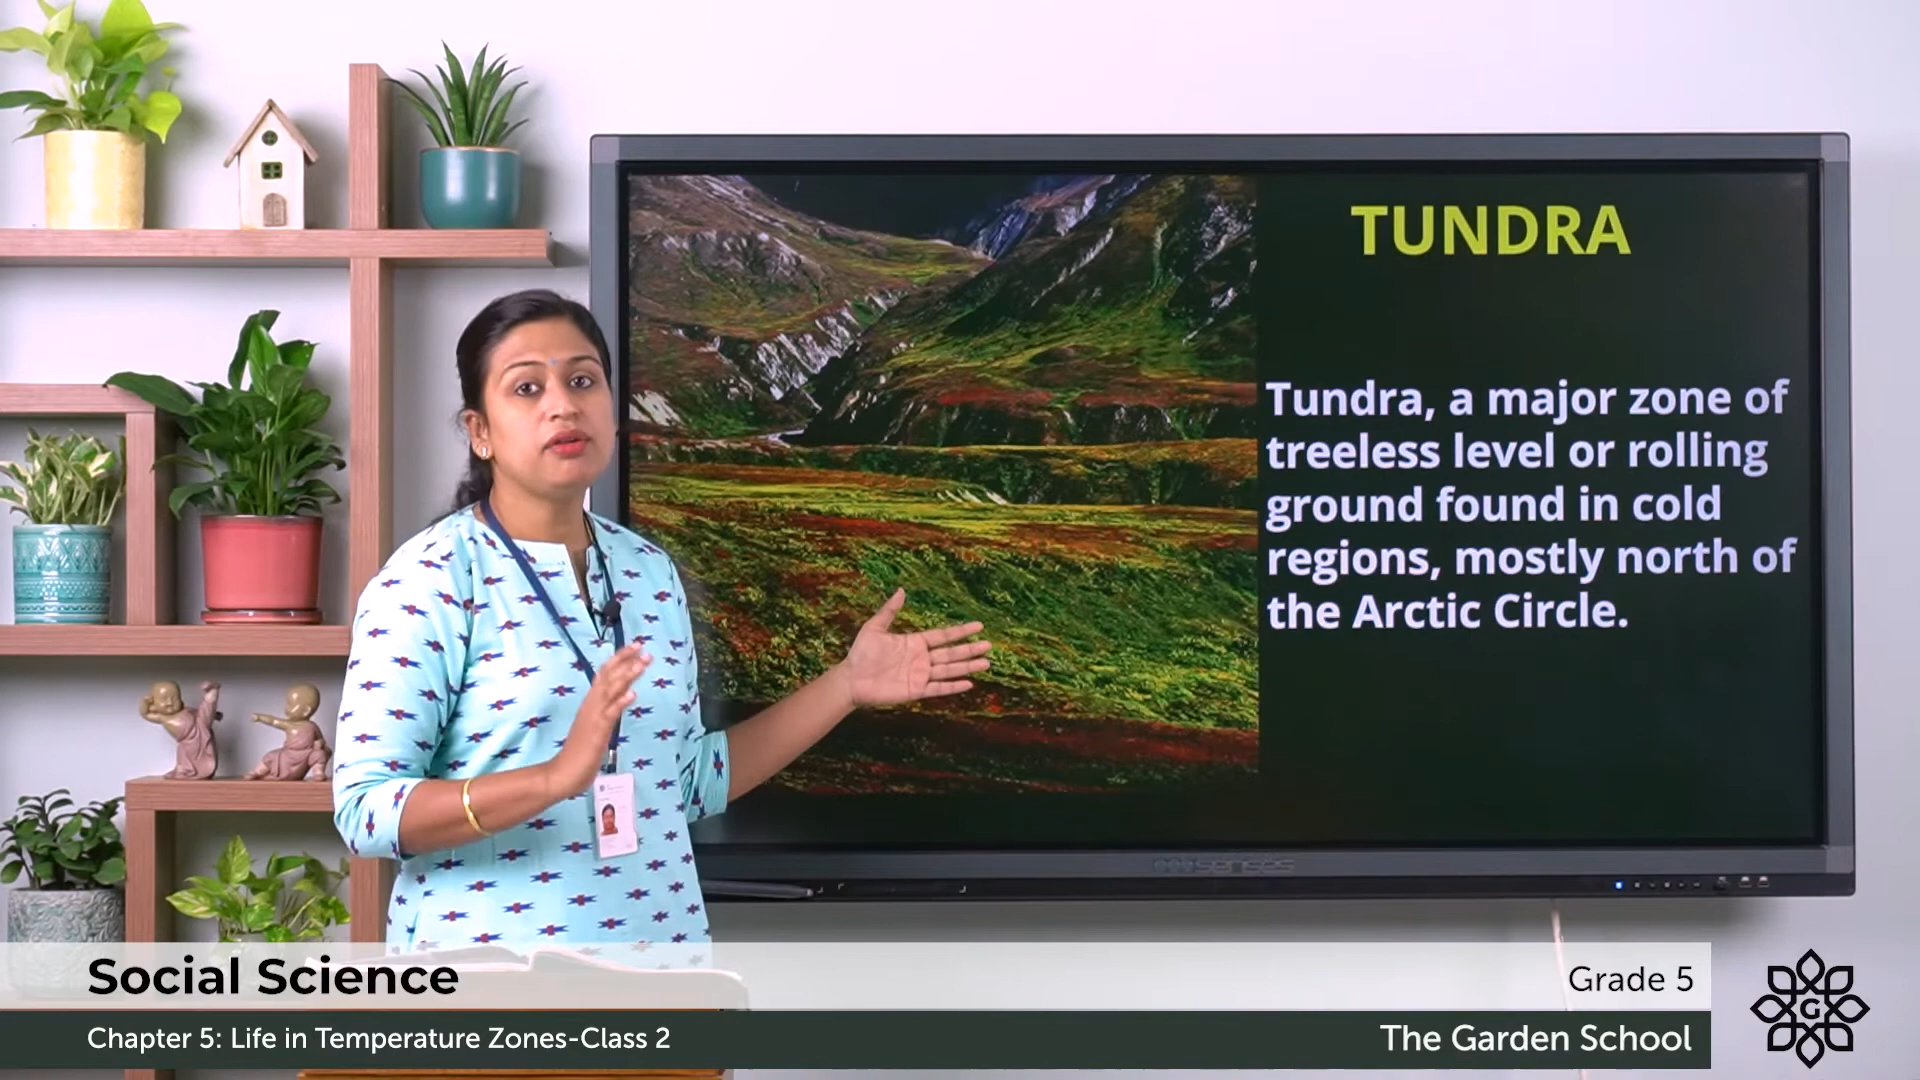 TUNDRA
Tundra, a major zone of
treeless level or rolling
ground found in cold
regions, mostly north of
the Arctic Circle.
Social Science
Grade 5
Chapter 5: Life in Temperature Zones-Class 2
The Garden School
G